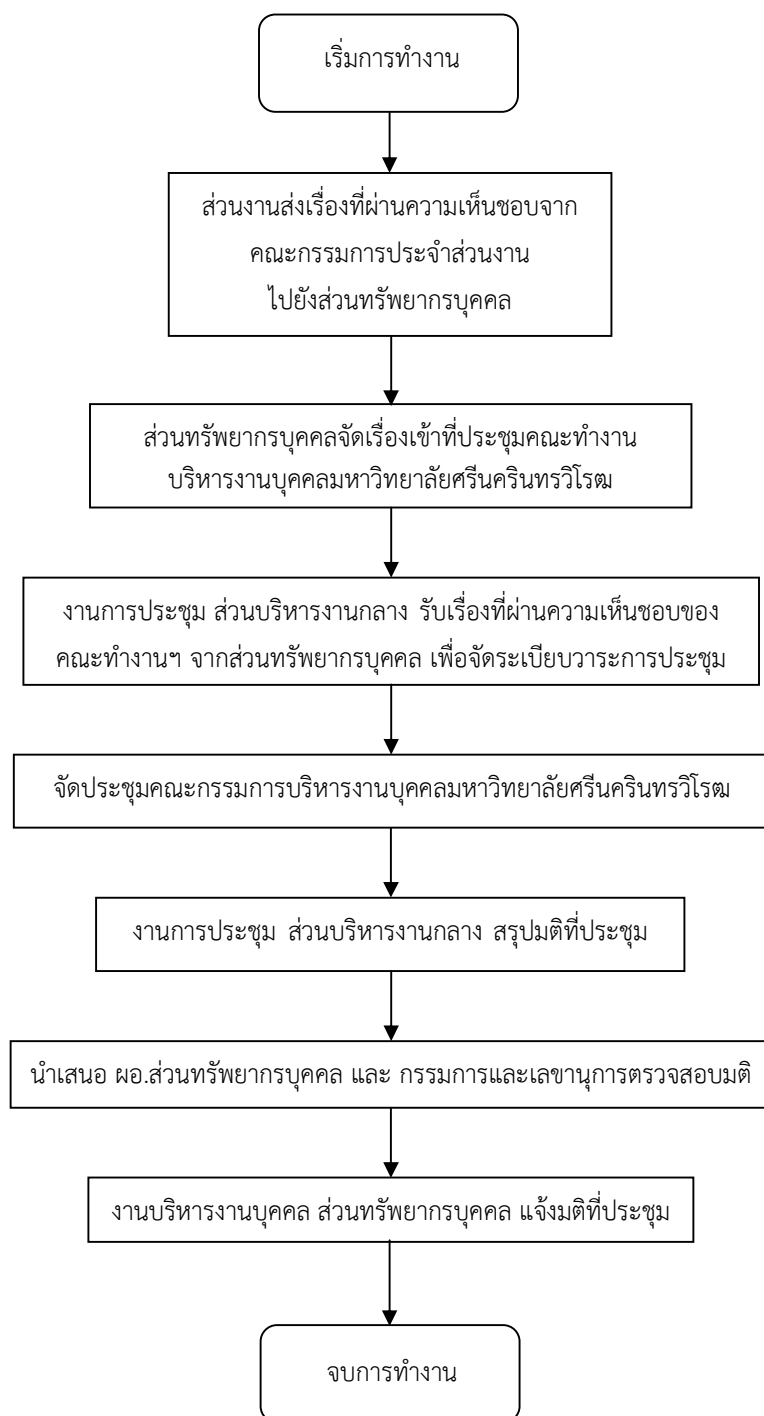 เริ่มการทำงาน
ส่วนงานส่งเรื่องที่ผ่านความเห็นชอบจาก
คณะกรรมการประจำส่วนงาน
ไปยังส่วนทรัพยากรบุคคล
ส่วนทรัพยากรบุคคลจัดเรื่องเข้าที่ประชุมคณะทำงาน
บริหารงานบุคคลมหาวิทยาลัยศรีนครินทรวิโรฒ
งานการประชุม ส่วนบริหารงานกลาง รับเรื่องที่ผ่านความเห็นชอบของ
คณะทำงานฯ จากส่วนทรัพยากรบุคคล เพื่อจัดระเบียบวาระการประชุม
จัดประชุมคณะกรรมการบริหารงานบุคคลมหาวิทยาลัยศรีนครินทรวิโรฒ
งานการประชุม ส่วนบริหารงานกลาง สรุปมติที่ประชุม
นำเสนอ ผอ.ส่วนทรัพยากรบุคคล และ กรรมการและเลขานุการตรวจสอบมติ
งานบริหารงานบุคคล ส่วนทรัพยากรบุคคล แจ้งมติที่ประชุม
จบการทำงาน